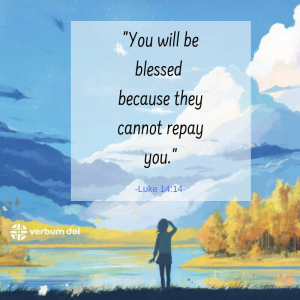 "You will be
blessed
because they
cannot repay
you."
-Luke 14:14-
verbum dei